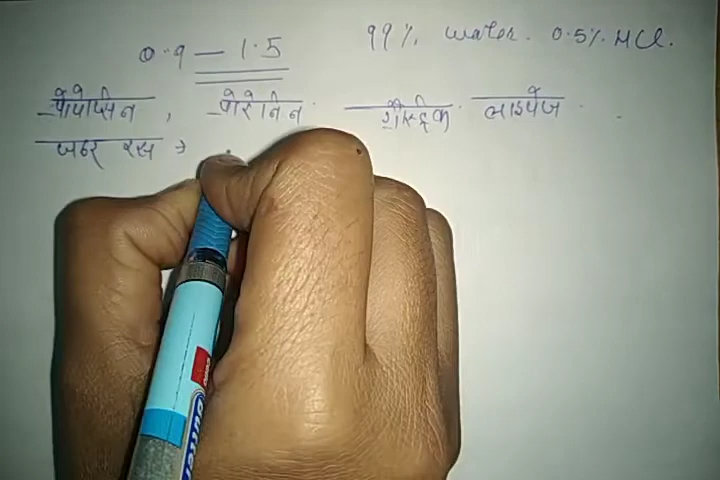 0.9 — 1.5
99% water. 0.5% HCl.
पेप्सिन, रेनिन. गैस्ट्रिक लाइपेज.
जठर रस →